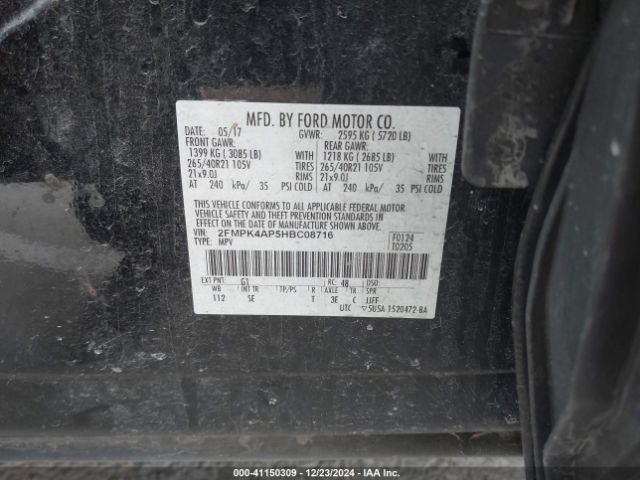 MFD. BY FORD MOTOR CO.
DATE: 05/17 GVWR: 2595 KG ( 5720 LB)
FRONT GAWR: REAR GAWR:
1399 KG ( 3085 LB) WITH 1218 KG ( 2685 LB) WITH
265/40R21 105V TIRES 265/40R21 105V TIRES
21x9.0J RIMS 21x9.0J RIMS
AT 240 kPa/ 35 PSI COLD AT 240 kPa/ 35 PSI COLD
THIS VEHICLE CONFORMS TO ALL APPLICABLE FEDERAL MOTOR
VEHICLE SAFETY AND THEFT PREVENTION STANDARDS IN
EFFECT ON THE DATE OF MANUFACTURE SHOWN ABOVE.
VIN: 2FMPK4AP5HBC08716 F0124
TYPE: MPV T0205
EXT PNT: G1 RC: 48 DSO:
WB INT TR TP/PS R AXLE TR SPR
112 SE T 3E C JJFF
UTC 5USA-1520472-BA
000-41150309 - 12/23/2024 - IAA Inc.